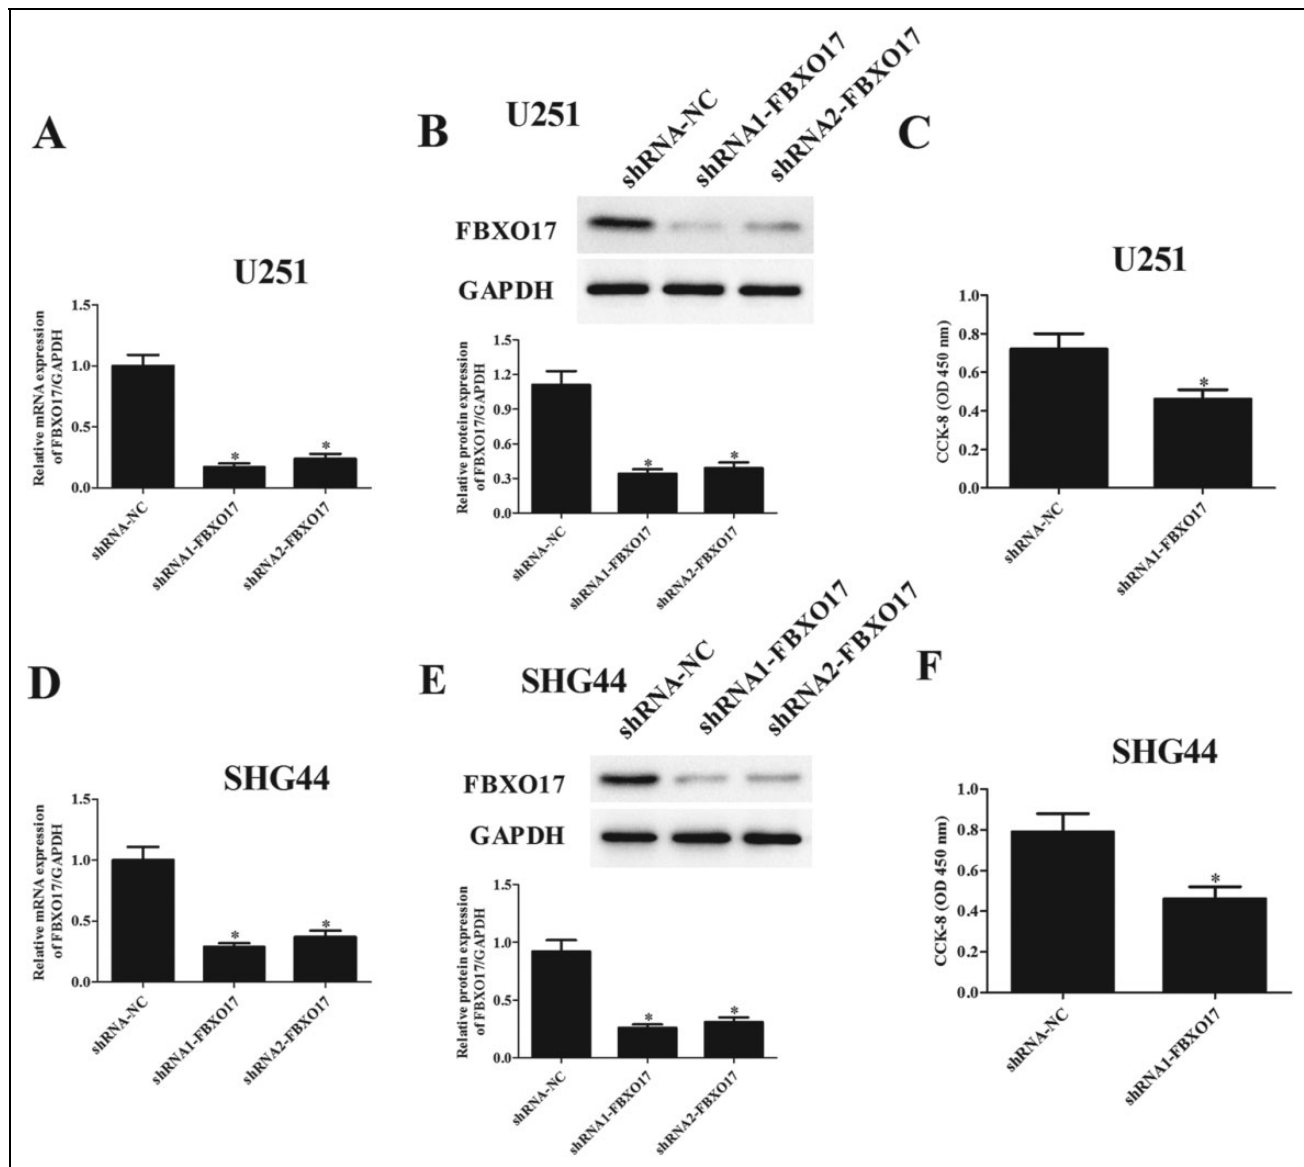 A
U251
Relative mRNA expression
of FBXO17/GAPDH
1.5
1.0
0.5
0.0
shRNA-NC
shRNA1-FBXO17
*
shRNA2-FBXO17
*
B
U251
shRNA-NC
shRNA1-FBXO17
shRNA2-FBXO17
FBXO17
GAPDH
Relative protein expression
of FBXO17/GAPDH
1.5
1.2
0.9
0.6
0.3
0.0
*
*
shRNA-NC
shRNA1-FBXO17
shRNA2-FBXO17
C
U251
CCK-8 (OD 450 nm)
1.0
0.8
0.6
0.4
0.2
0.0
*
shRNA-NC
shRNA1-FBXO17
D
SHG44
Relative mRNA expression
of FBXO17/GAPDH
1.5
1.0
0.5
0.0
*
*
shRNA-NC
shRNA1-FBXO17
shRNA2-FBXO17
E
SHG44
shRNA-NC
shRNA1-FBXO17
shRNA2-FBXO17
FBXO17
GAPDH
Relative protein expression
of FBXO17/GAPDH
1.5
1.0
0.5
0.0
*
*
shRNA-NC
shRNA1-FBXO17
shRNA2-FBXO17
F
SHG44
CCK-8 (OD 450 nm)
1.0
0.8
0.6
0.4
0.2
0.0
*
shRNA-NC
shRNA1-FBXO17